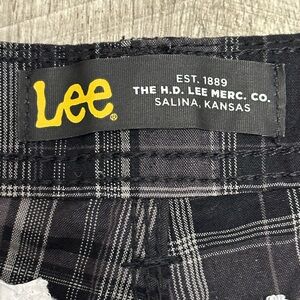 Lee®
EST. 1889
THE H.D. LEE MERC. CO.
SALINA, KANSAS